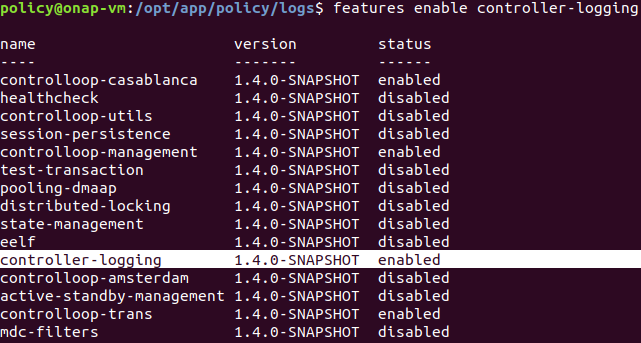 policy@onap-vm:/opt/app/policy/logs$ features enable controller-logging
name version status
---- ------- ------
controlloop-casablanca 1.4.0-SNAPSHOT enabled
healthcheck 1.4.0-SNAPSHOT disabled
controlloop-utils 1.4.0-SNAPSHOT disabled
session-persistence 1.4.0-SNAPSHOT disabled
controlloop-management 1.4.0-SNAPSHOT enabled
test-transaction 1.4.0-SNAPSHOT disabled
pooling-dmaap 1.4.0-SNAPSHOT disabled
distributed-locking 1.4.0-SNAPSHOT disabled
state-management 1.4.0-SNAPSHOT disabled
eelf 1.4.0-SNAPSHOT disabled
controller-logging 1.4.0-SNAPSHOT enabled
controlloop-amsterdam 1.4.0-SNAPSHOT disabled
active-standby-management 1.4.0-SNAPSHOT disabled
controlloop-trans 1.4.0-SNAPSHOT enabled
mdc-filters 1.4.0-SNAPSHOT disabled